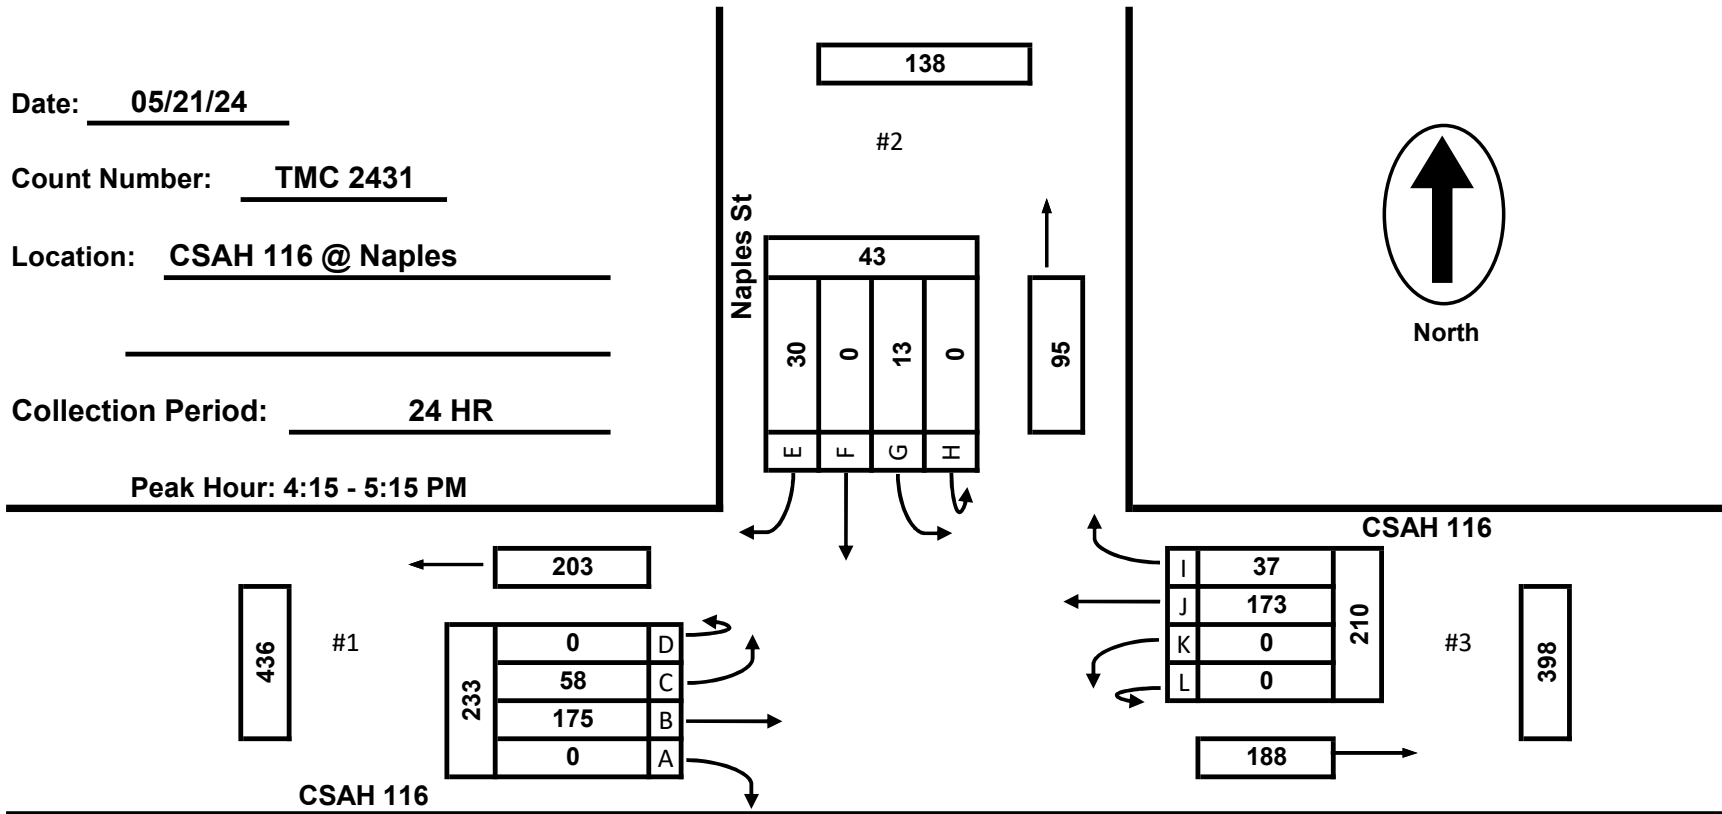 Date: 05/21/24
Count Number: TMC 2431
Location: CSAH 116 @ Naples
Collection Period: 24 HR
Peak Hour: 4:15 - 5:15 PM
138
#2
Naples St
43
30 0 13 0
E F G H
95
North
CSAH 116
203
436
#1
233
0 D
58 C
175 B
0 A
CSAH 116
I 37
J 173
K 0
L 0
210
#3
398
188